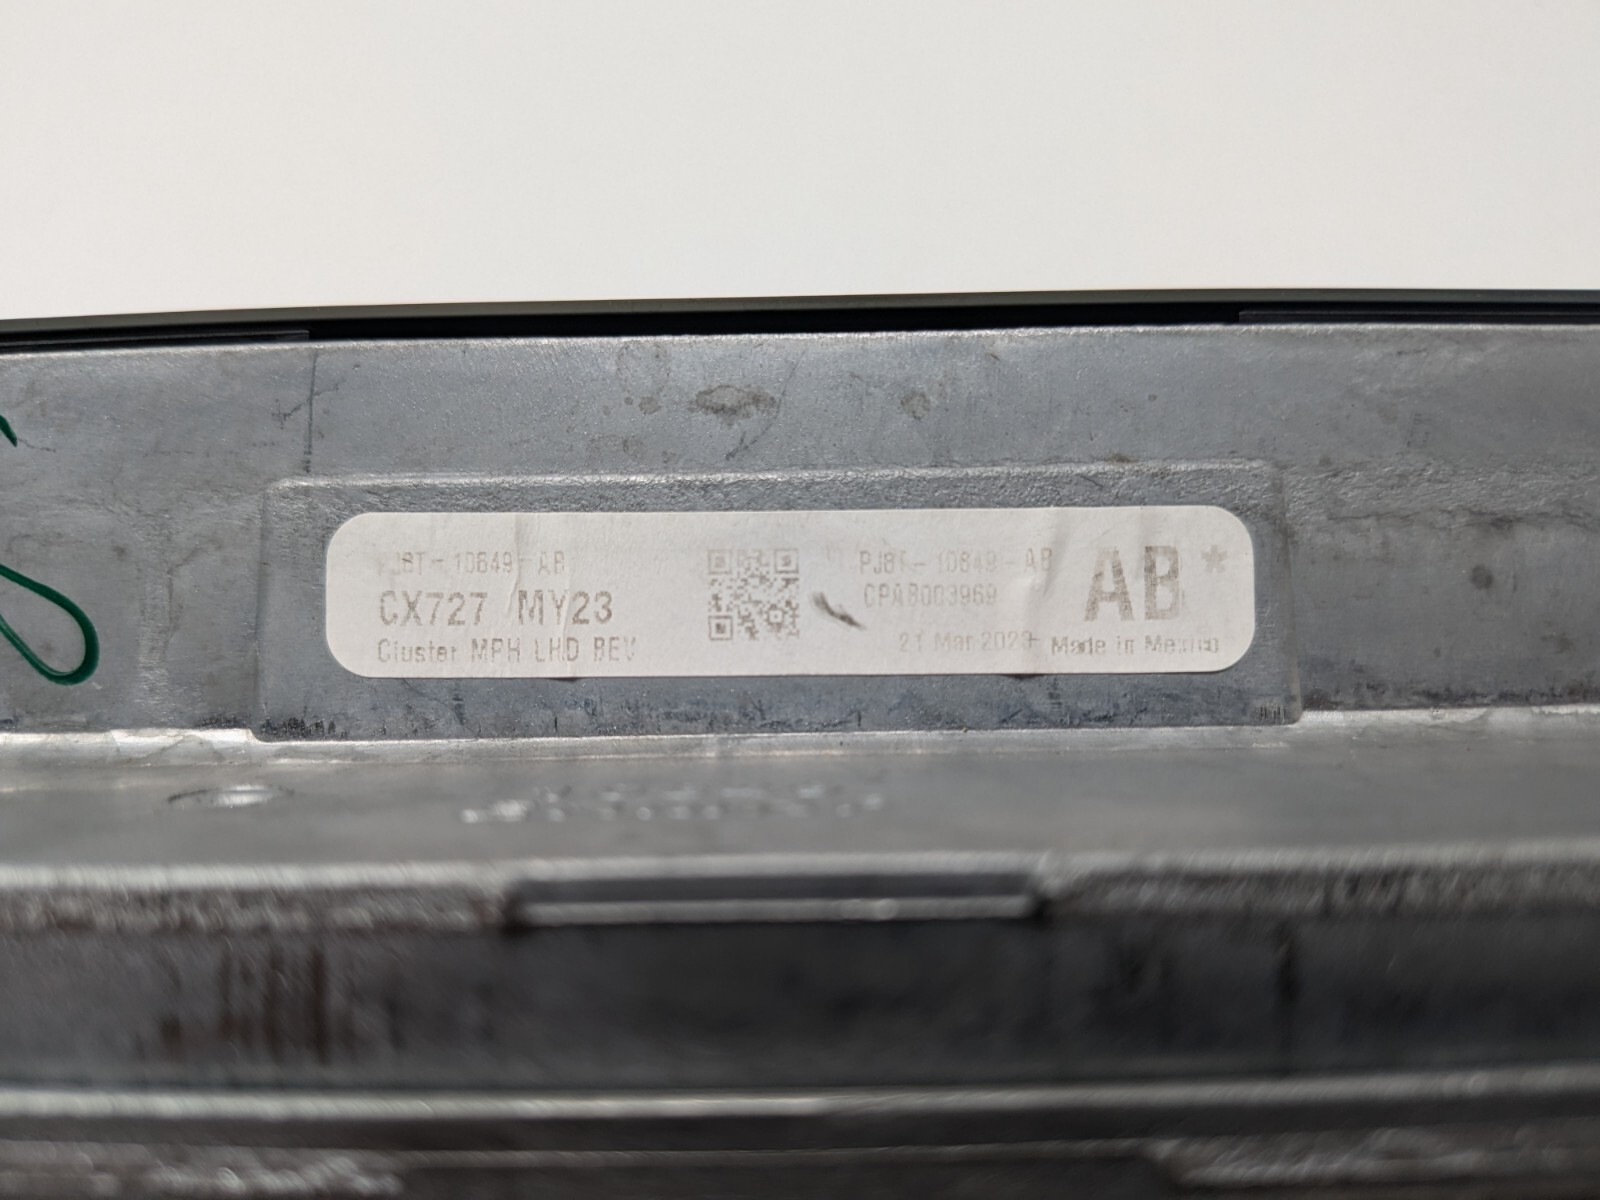 PJ8T-10849-AB
CX727 MY23
Cluster MPH LHD BEV
PJ8T-10849-AB
CPAB003969
21 Mar 2023
AB*
Made in Mexico